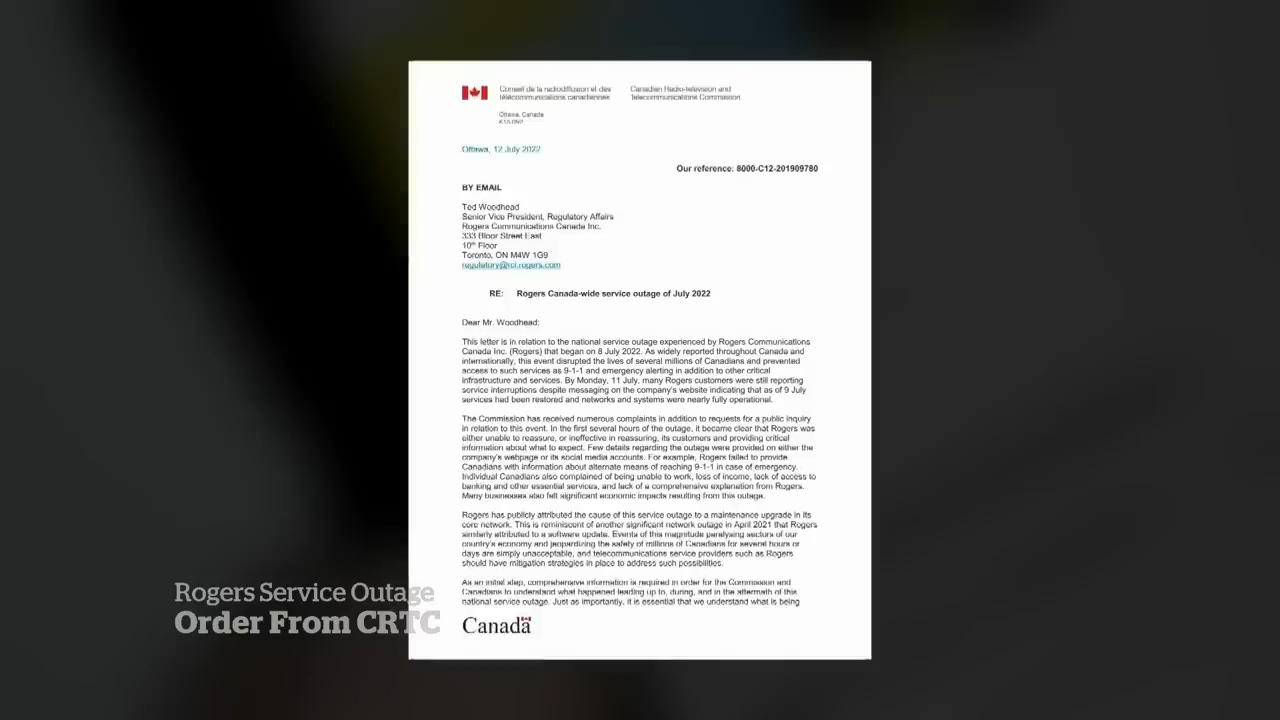 Conseil de la radiodiffusion et des
télécommunications canadiennes
Canadian Radio-television and
Telecommunications Commission
Ottawa, Canada
K1A 0N2
Ottawa, 12 July 2022
Our reference: 8000-C12-201909780
BY EMAIL
Ted Woodhead
Senior Vice President, Regulatory Affairs
Rogers Communications Canada Inc.
333 Bloor Street East
10th Floor
Toronto, ON M4W 1G9
regulatory@rci.rogers.com
RE: Rogers Canada-wide service outage of July 2022
Dear Mr. Woodhead:
This letter is in relation to the national service outage experienced by Rogers Communications
Canada Inc. (Rogers) that began on 8 July 2022. As widely reported throughout Canada and
internationally, this event disrupted the lives of several millions of Canadians and prevented
access to such services as 9-1-1 and emergency alerting in addition to other critical
infrastructure and services. By Monday, 11 July, many Rogers customers were still reporting
service interruptions despite messaging on the company's website indicating that as of 9 July
services had been restored and networks and systems were nearly fully operational.
The Commission has received numerous complaints in addition to requests for a public inquiry
in relation to this event. In the first several hours of the outage, it became clear that Rogers was
either unable to reassure, or ineffective in reassuring, its customers and providing critical
information about what to expect. Few details regarding the outage were provided on either the
company's webpage or its social media accounts. For example, Rogers failed to provide
Canadians with information about alternate means of reaching 9-1-1 in case of emergency.
Individual Canadians also complained of being unable to work, loss of income, lack of access to
banking and other essential services, and lack of a comprehensive explanation from Rogers.
Many businesses also felt significant economic impacts resulting from this outage.
Rogers has publicly attributed the cause of this service outage to a maintenance upgrade in its
core network. This is reminiscent of another significant network outage in April 2021 that Rogers
similarly attributed to a software update. Events of this magnitude paralysing sectors of our
country's economy and jeopardizing the safety of millions of Canadians for several hours or
days are simply unacceptable, and telecommunications service providers such as Rogers
should have mitigation strategies in place to address such possibilities.
As an initial step, comprehensive information is required in order for the Commission and
Canadians to understand what happened leading up to, during, and in the aftermath of this
national service outage. Just as importantly, it is essential that we understand what is being
Canada
Rogers Service Outage
Order From CRTC